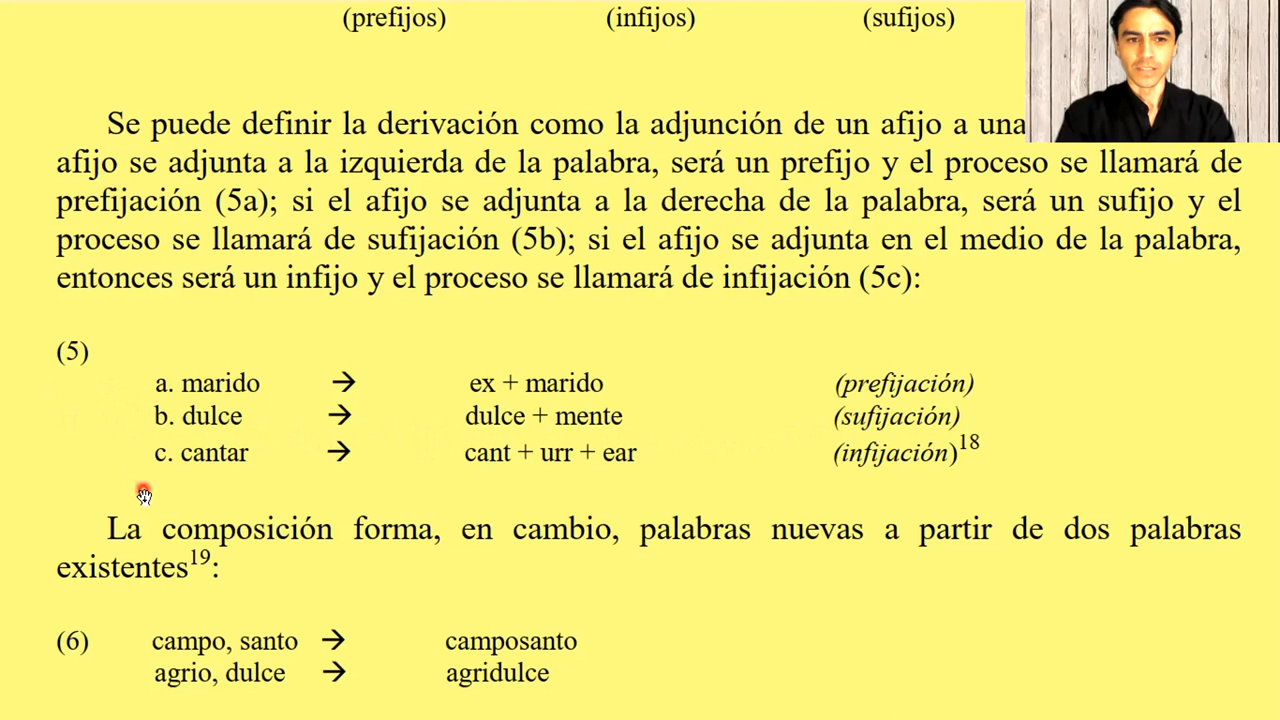 (prefijos) (infijos) (sufijos)
Se puede definir la derivación como la adjunción de un afijo a una
afijo se adjunta a la izquierda de la palabra, será un prefijo y el proceso se llamará de
prefijación (5a); si el afijo se adjunta a la derecha de la palabra, será un sufijo y el
proceso se llamará de sufijación (5b); si el afijo se adjunta en el medio de la palabra,
entonces será un infijo y el proceso se llamará de infijación (5c):
(5)
a. marido → ex + marido (prefijación)
b. dulce → dulce + mente (sufijación)
c. cantar → cant + urr + ear (infijación)18
La composición forma, en cambio, palabras nuevas a partir de dos palabras
existentes19:
(6) campo, santo → camposanto
agrio, dulce → agridulce